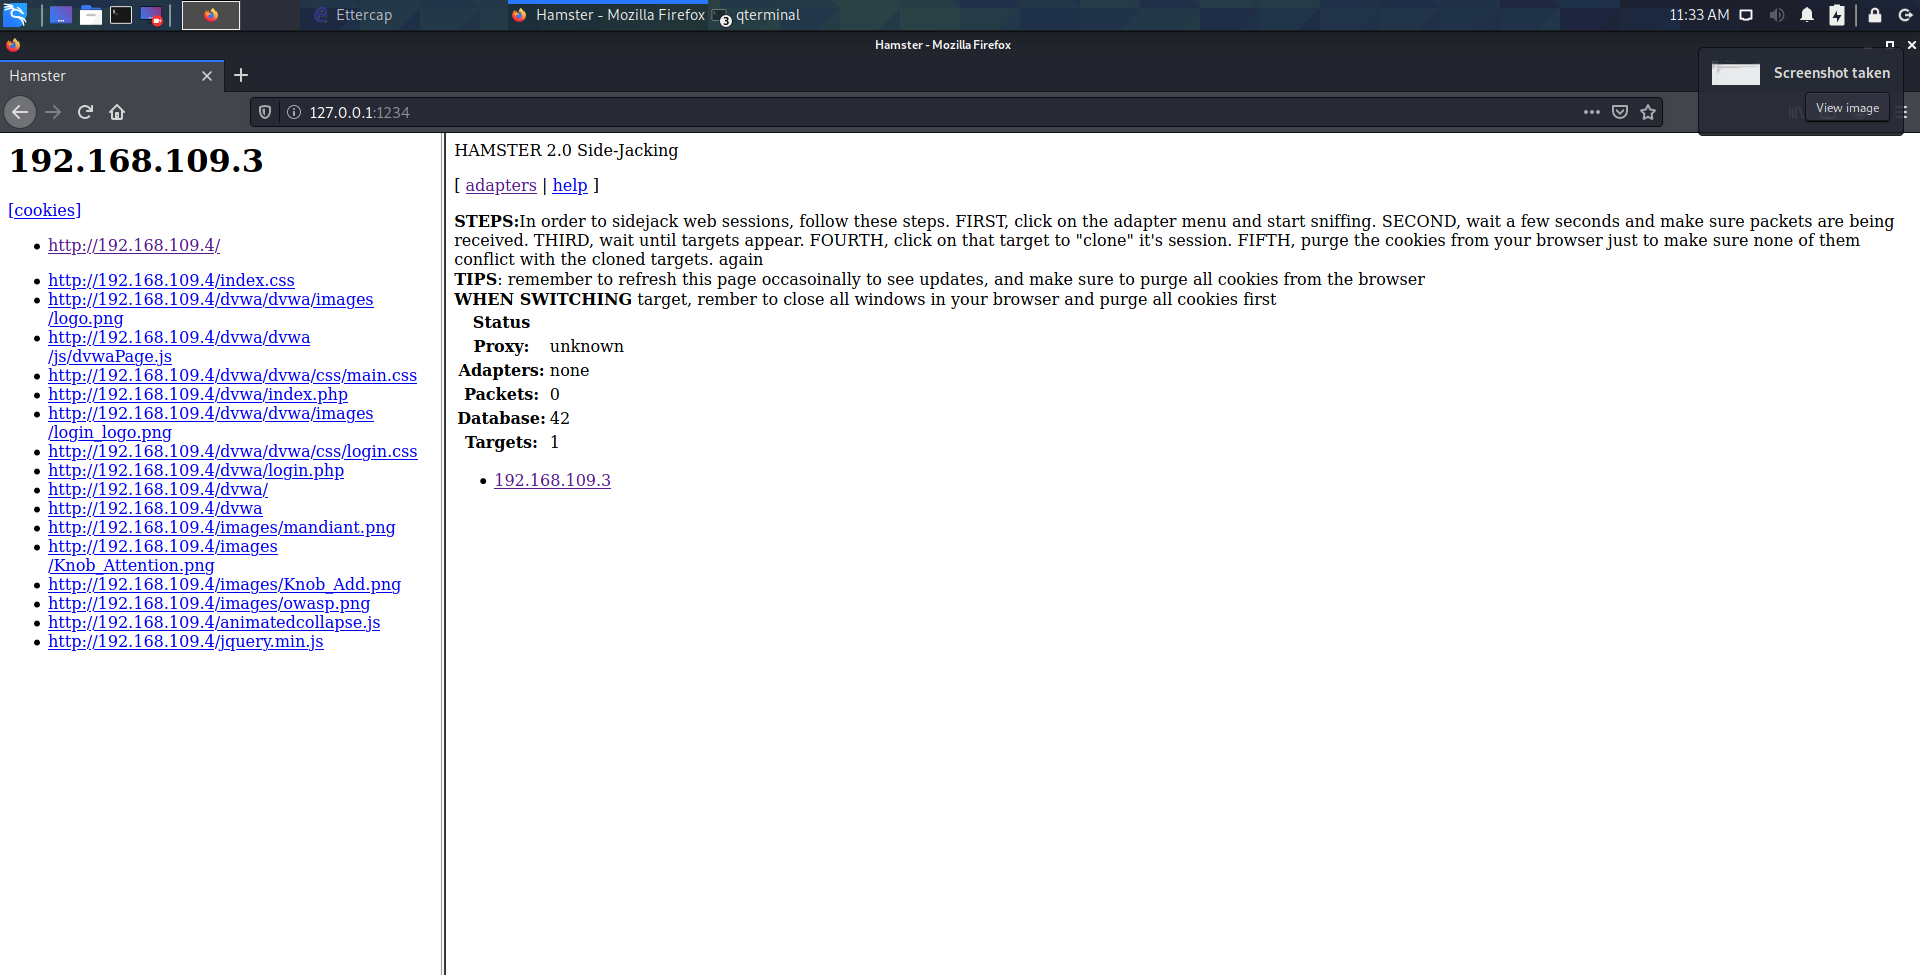 Ettercap
Hamster - Mozilla Firefox
3
qterminal
11:33 AM
Hamster - Mozilla Firefox
Hamster
Screenshot taken
View image
127.0.0.1:1234
192.168.109.3
[cookies]
http://192.168.109.4/
http://192.168.109.4/index.css
http://192.168.109.4/dvwa/dvwa/images
/logo.png
http://192.168.109.4/dvwa/dvwa
/js/dvwaPage.js
http://192.168.109.4/dvwa/dvwa/css/main.css
http://192.168.109.4/dvwa/index.php
http://192.168.109.4/dvwa/dvwa/images
/login_logo.png
http://192.168.109.4/dvwa/dvwa/css/login.css
http://192.168.109.4/dvwa/login.php
http://192.168.109.4/dvwa/
http://192.168.109.4/dvwa
http://192.168.109.4/images/mandiant.png
http://192.168.109.4/images
/Knob_Attention.png
http://192.168.109.4/images/Knob_Add.png
http://192.168.109.4/images/owasp.png
http://192.168.109.4/animatedcollapse.js
http://192.168.109.4/jquery.min.js
HAMSTER 2.0 Side-Jacking
[ adapters | help ]
STEPS:In order to sidejack web sessions, follow these steps. FIRST, click on the adapter menu and start sniffing. SECOND, wait a few seconds and make sure packets are being
received. THIRD, wait until targets appear. FOURTH, click on that target to "clone" it's session. FIFTH, purge the cookies from your browser just to make sure none of them
conflict with the cloned targets. again
TIPS: remember to refresh this page occasoinally to see updates, and make sure to purge all cookies from the browser
WHEN SWITCHING target, rember to close all windows in your browser and purge all cookies first
Status
Proxy: unknown
Adapters: none
Packets: 0
Database: 42
Targets: 1
192.168.109.3